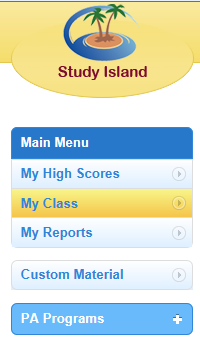 Study Island
Main Menu
My High Scores
My Class
My Reports
Custom Material
PA Programs